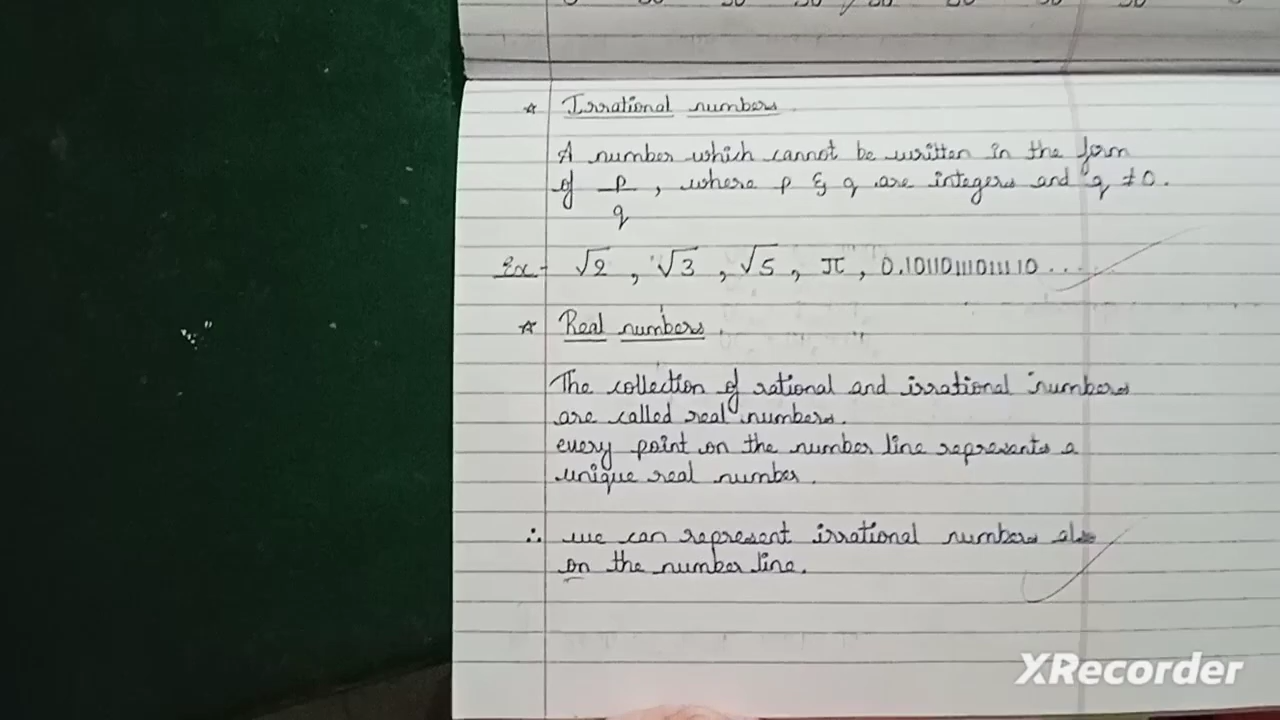 ☆ Irrational numbers.
A number which cannot be written in the form
of p/q, where p & q are integers and q ≠ 0.
Ex - √2, √3, √5, π, 0.10110111011110....
☆ Real numbers.
The collection of rational and irrational numbers
are called real numbers.
every point on the number line represents a
unique real number.
∴ we can represent irrational numbers also
on the number line.
XRecorder